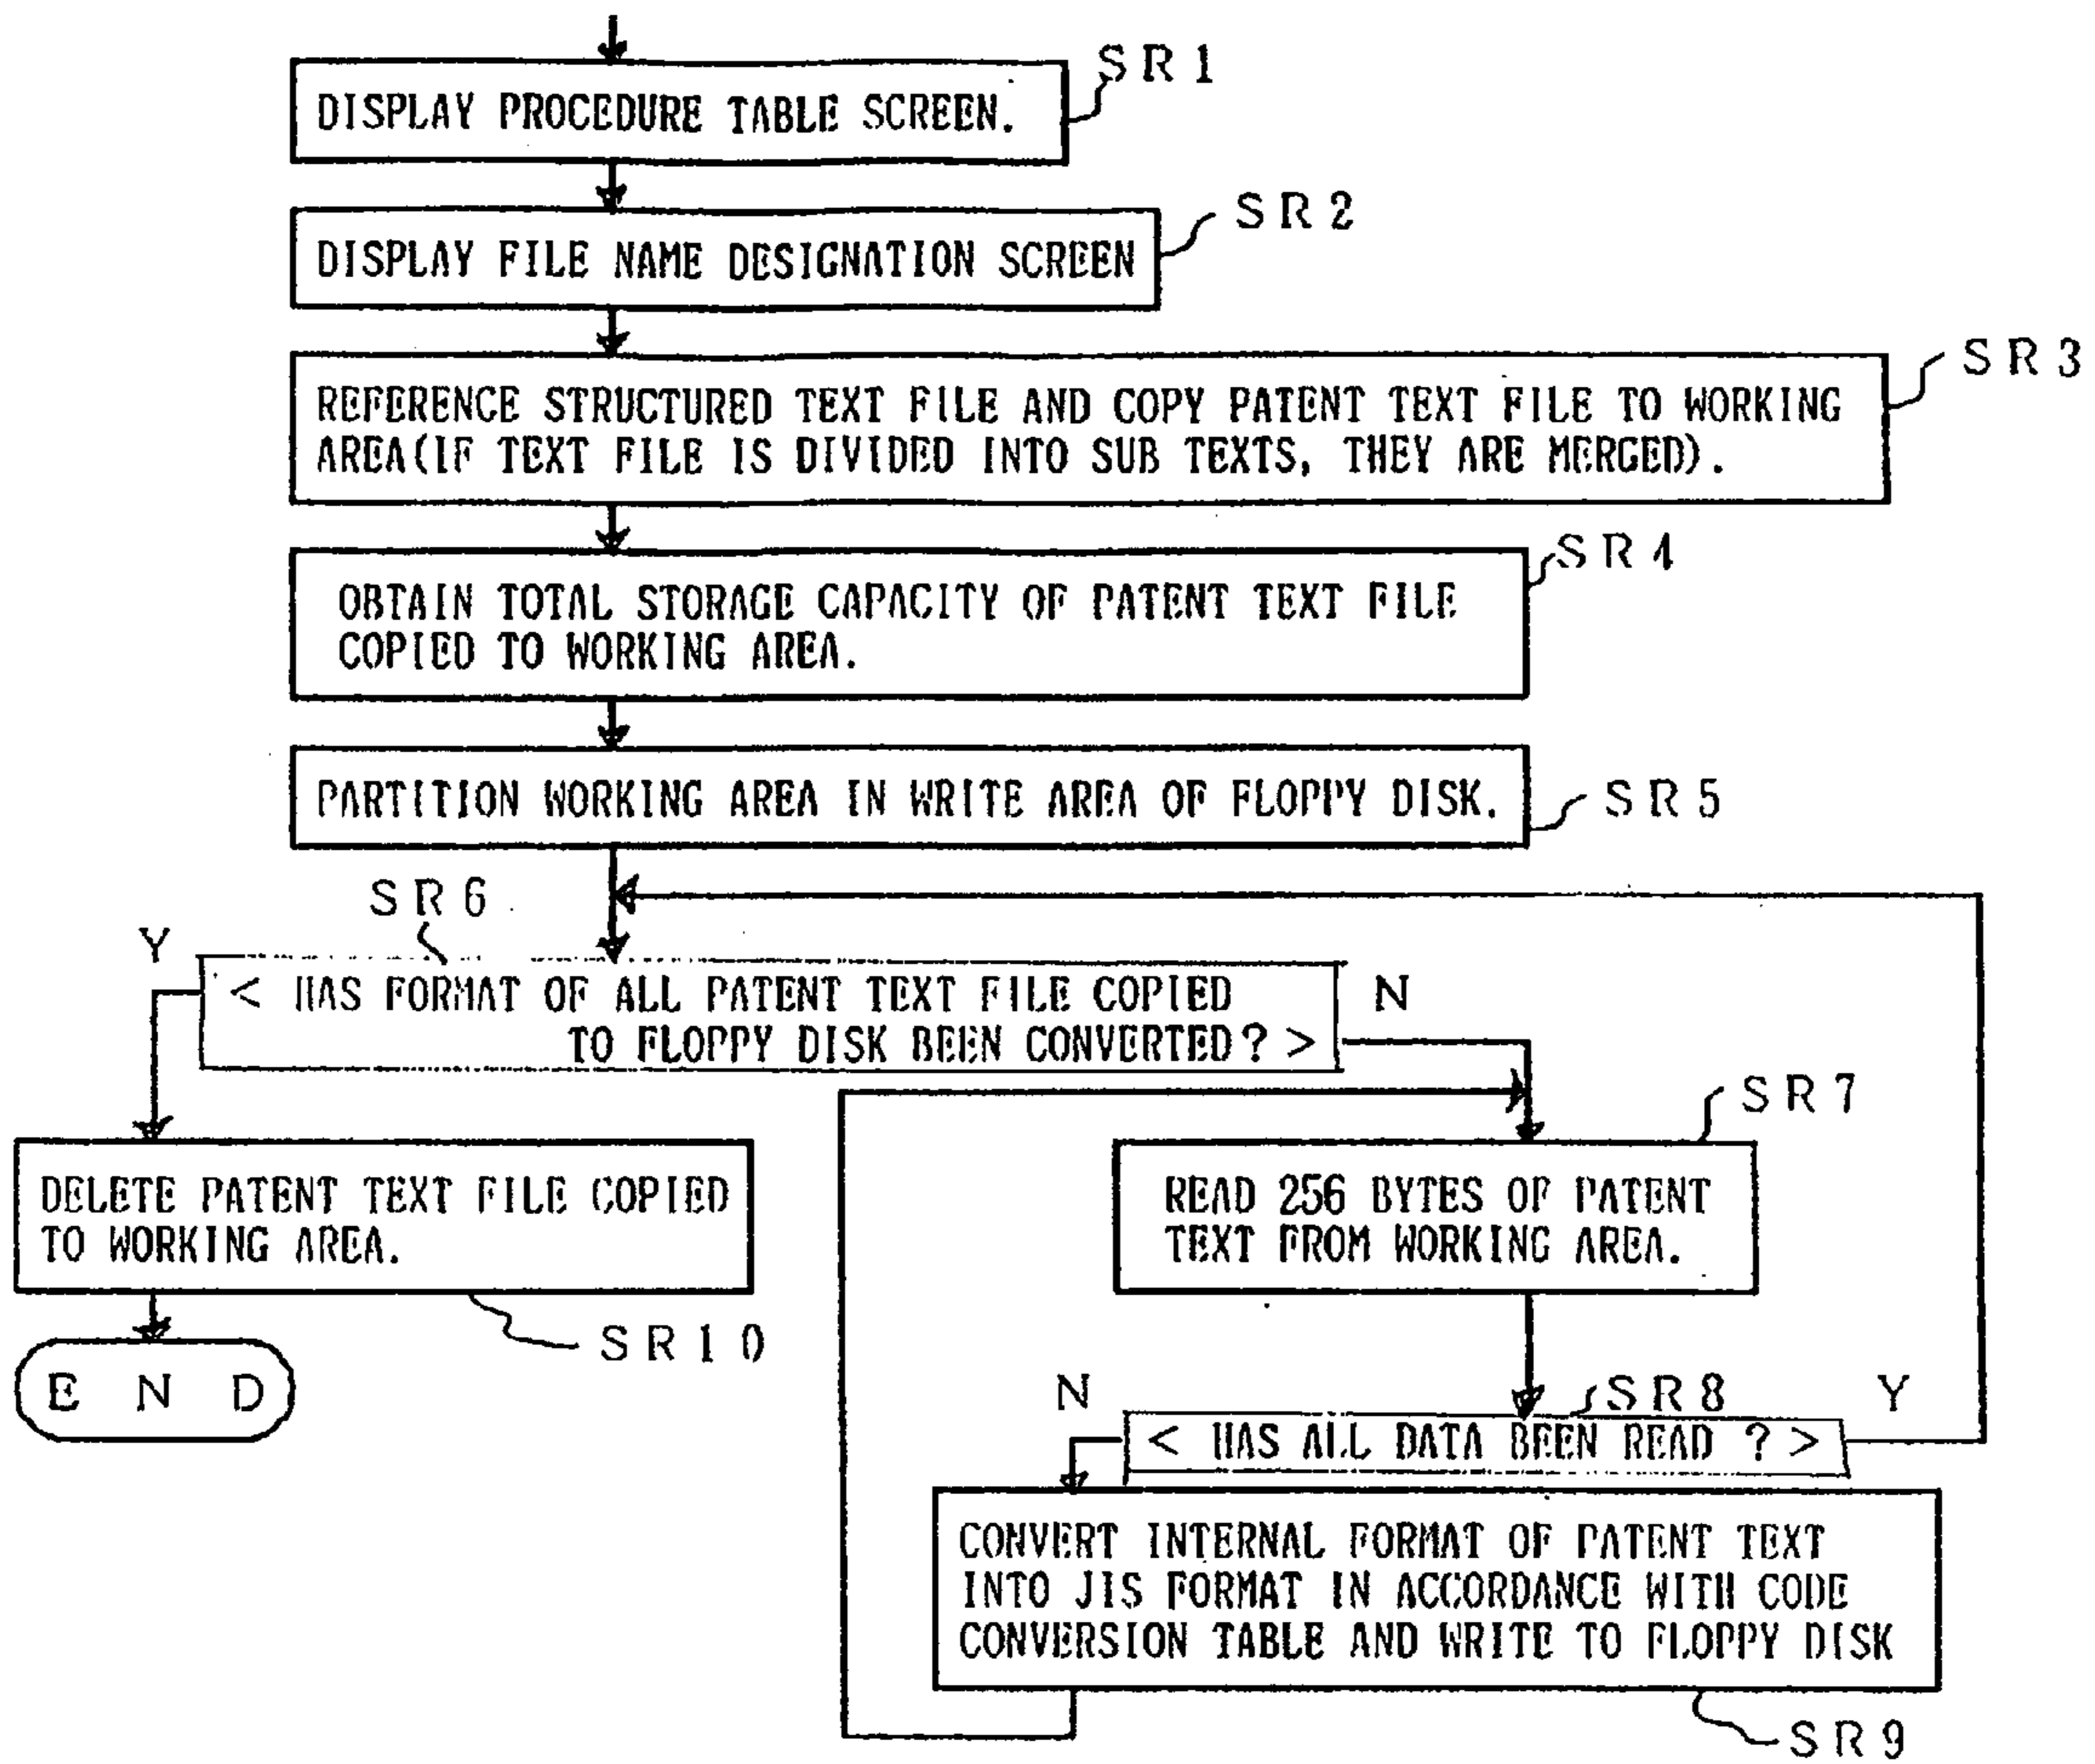 SR1
DISPLAY PROCEDURE TABLE SCREEN.
SR2
DISPLAY FILE NAME DESIGNATION SCREEN
SR3
REFERENCE STRUCTURED TEXT FILE AND COPY PATENT TEXT FILE TO WORKING
AREA(IF TEXT FILE IS DIVIDED INTO SUB TEXTS, THEY ARE MERGED).
SR4
OBTAIN TOTAL STORAGE CAPACITY OF PATENT TEXT FILE
COPIED TO WORKING AREA.
PARTITION WORKING AREA IN WRITE AREA OF FLOPPY DISK.
SR5
SR6
Y
< HAS FORMAT OF ALL PATENT TEXT FILE COPIED
TO FLOPPY DISK BEEN CONVERTED? >
N
SR7
DELETE PATENT TEXT FILE COPIED
TO WORKING AREA.
READ 256 BYTES OF PATENT
TEXT FROM WORKING AREA.
SR10
END
N
SR8
Y
< HAS ALL DATA BEEN READ ? >
CONVERT INTERNAL FORMAT OF PATENT TEXT
INTO JIS FORMAT IN ACCORDANCE WITH CODE
CONVERSION TABLE AND WRITE TO FLOPPY DISK
SR9